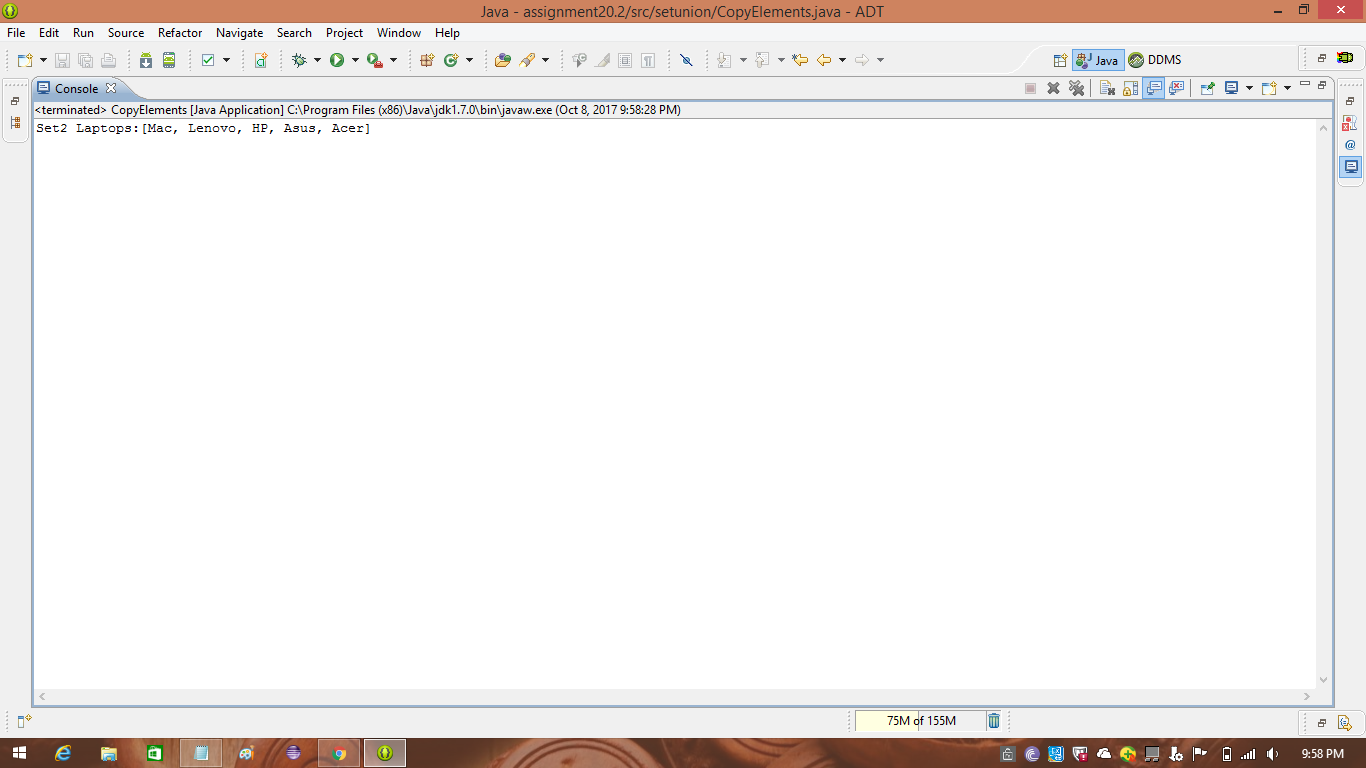 Java - assignment20.2/src/setunion/CopyElements.java - ADT
File Edit Run Source Refactor Navigate Search Project Window Help
Java DDMS
Console
<terminated> CopyElements [Java Application] C:\Program Files (x86)\Java\jdk1.7.0\bin\javaw.exe (Oct 8, 2017 9:58:28 PM)
Set2 Laptops:[Mac, Lenovo, HP, Asus, Acer]
75M of 155M
9:58 PM